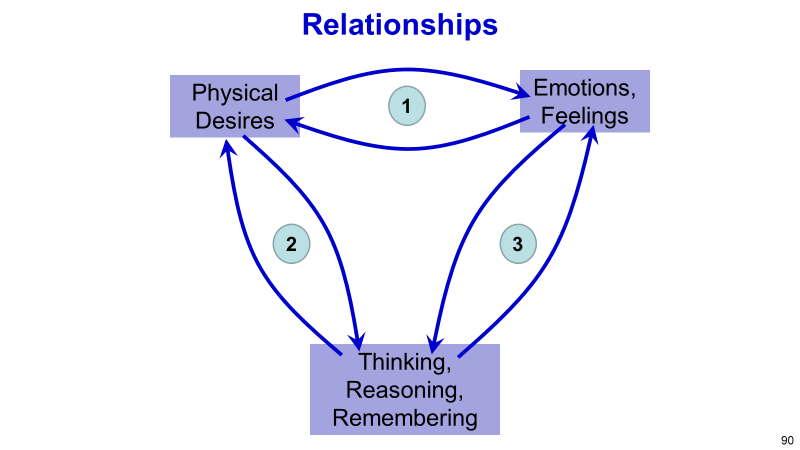 Relationships
Physical
Desires
1
Emotions,
Feelings
2
3
Thinking,
Reasoning,
Remembering
90